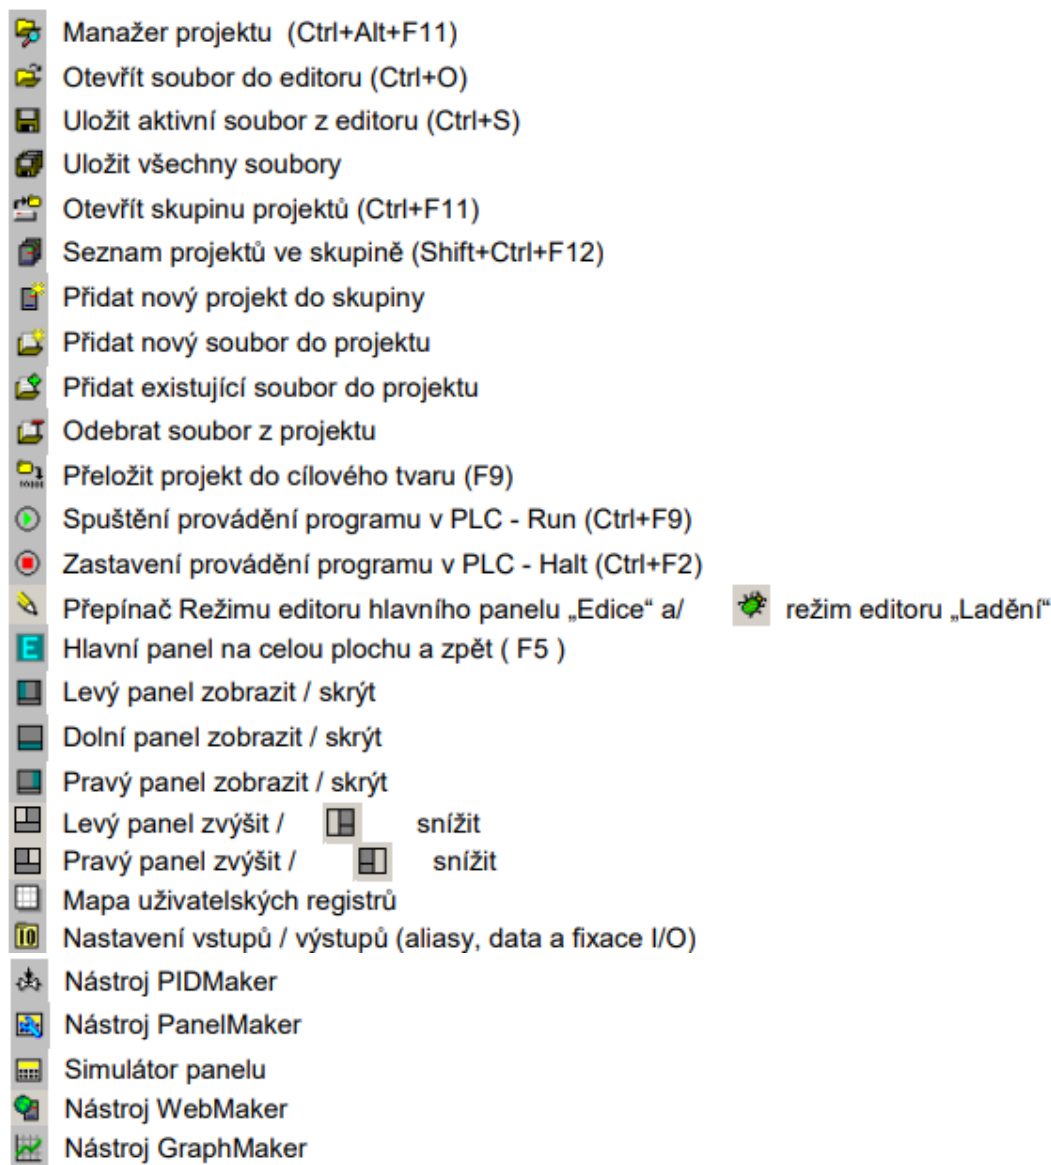 Manažer projektu (Ctrl+Alt+F11)
Otevřít soubor do editoru (Ctrl+O)
Uložit aktivní soubor z editoru (Ctrl+S)
Uložit všechny soubory
Otevřít skupinu projektů (Ctrl+F11)
Seznam projektů ve skupině (Shift+Ctrl+F12)
Přidat nový projekt do skupiny
Přidat nový soubor do projektu
Přidat existující soubor do projektu
Odebrat soubor z projektu
Přeložit projekt do cílového tvaru (F9)
Spuštění provádění programu v PLC - Run (Ctrl+F9)
Zastavení provádění programu v PLC - Halt (Ctrl+F2)
Přepínač Režimu editoru hlavního panelu „Edice“ a/ režim editoru „Ladění“
E Hlavní panel na celou plochu a zpět ( F5 )
Levý panel zobrazit / skrýt
Dolní panel zobrazit / skrýt
Pravý panel zobrazit / skrýt
Levý panel zvýšit / snížit
Pravý panel zvýšit / snížit
Mapa uživatelských registrů
IO Nastavení vstupů / výstupů (aliasy, data a fixace I/O)
Nástroj PIDMaker
Nástroj PanelMaker
Simulátor panelu
Nástroj WebMaker
Nástroj GraphMaker